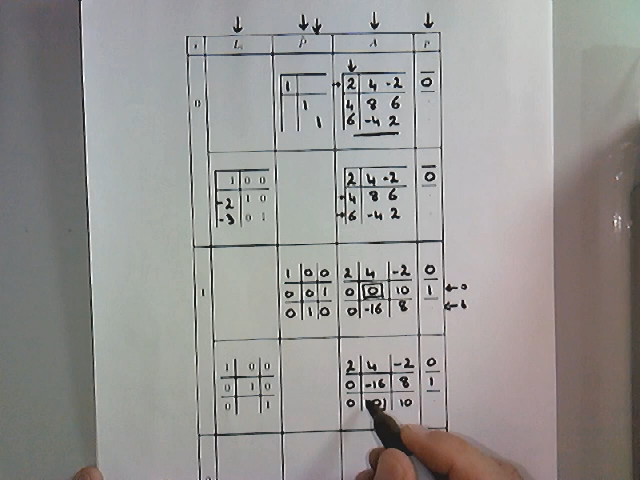 i L P A p
0
1 2 4 -2 0
1 4 8 6
1 6 -4 2
1 0 0 2 4 -2 0
-2 1 0 4 8 6
-3 0 1 6 -4 2
1 0 0 2 4 -2 0
1 0 0 1 0 0 10 1
0 1 0 0 -16 8
1 0 0 2 4 -2 0
0 1 0 0 -16 8 1
0 1 0 10